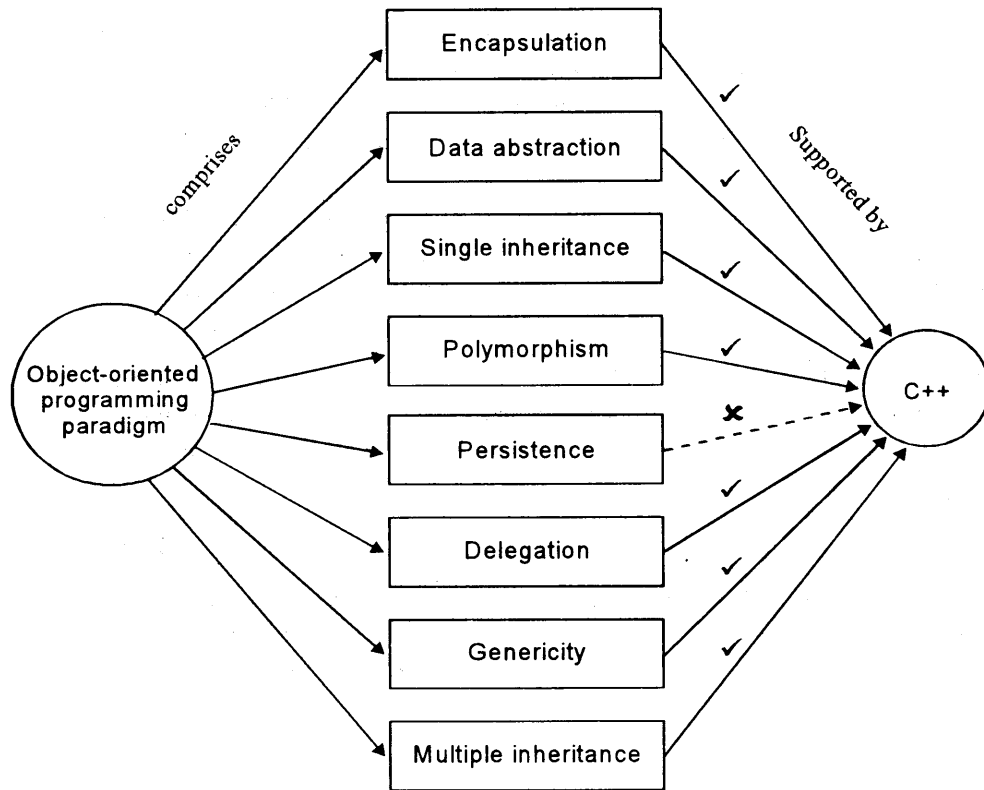 Encapsulation
comprises
Supported by
Data abstraction
Single inheritance
Polymorphism
Object-oriented
programming
paradigm
C++
Persistence
Delegation
Genericity
Multiple inheritance